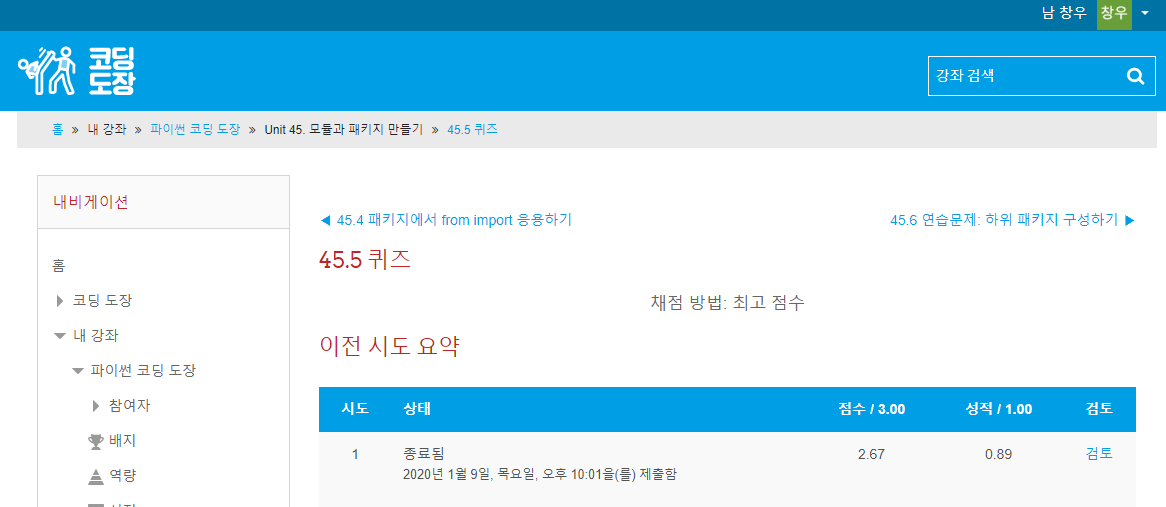 남 창우 창우
코딩
도장
강좌 검색
홈 » 내 강좌 » 파이썬 코딩 도장 » Unit 45. 모듈과 패키지 만들기 » 45.5 퀴즈
내비게이션
홈
코딩 도장
내 강좌
파이썬 코딩 도장
참여자
배지
역량
◀ 45.4 패키지에서 from import 응용하기
45.6 연습문제: 하위 패키지 구성하기 ▶
45.5 퀴즈
채점 방법: 최고 점수
이전 시도 요약
시도 상태 점수 / 3.00 성적 / 1.00 검토
1 종료됨 2.67 0.89 검토
2020년 1월 9일, 목요일, 오후 10:01을(를) 제출함